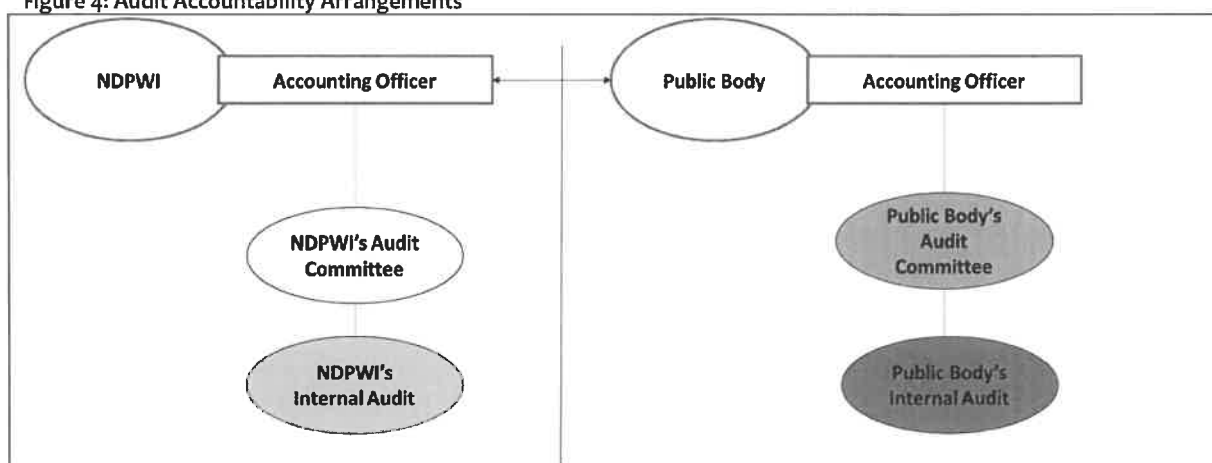 Figure 4: Audit Accountability Arrangements
NDPWI
Accounting Officer
Public Body
Accounting Officer
NDPWI's Audit
Committee
Public Body's
Audit
Committee
NDPWI's
Internal Audit
Public Body's
Internal Audit